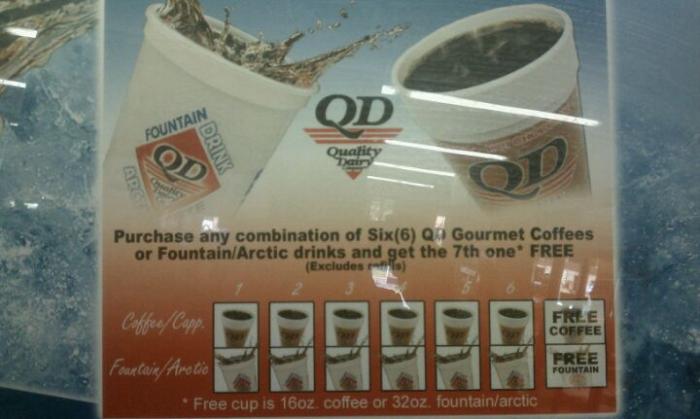 FOUNTAIN
DRINK
QD
Quality
QD
Quality
Dairy
QD
Purchase any combination of Six(6) QD Gourmet Coffees
or Fountain/Arctic drinks and get the 7th one* FREE
(Excludes refills)
1 2 3 4 5 6
Coffee/Capp. FREE
COFFEE
Fountain/Arctic FREE
FOUNTAIN
* Free cup is 16oz. coffee or 32oz. fountain/arctic